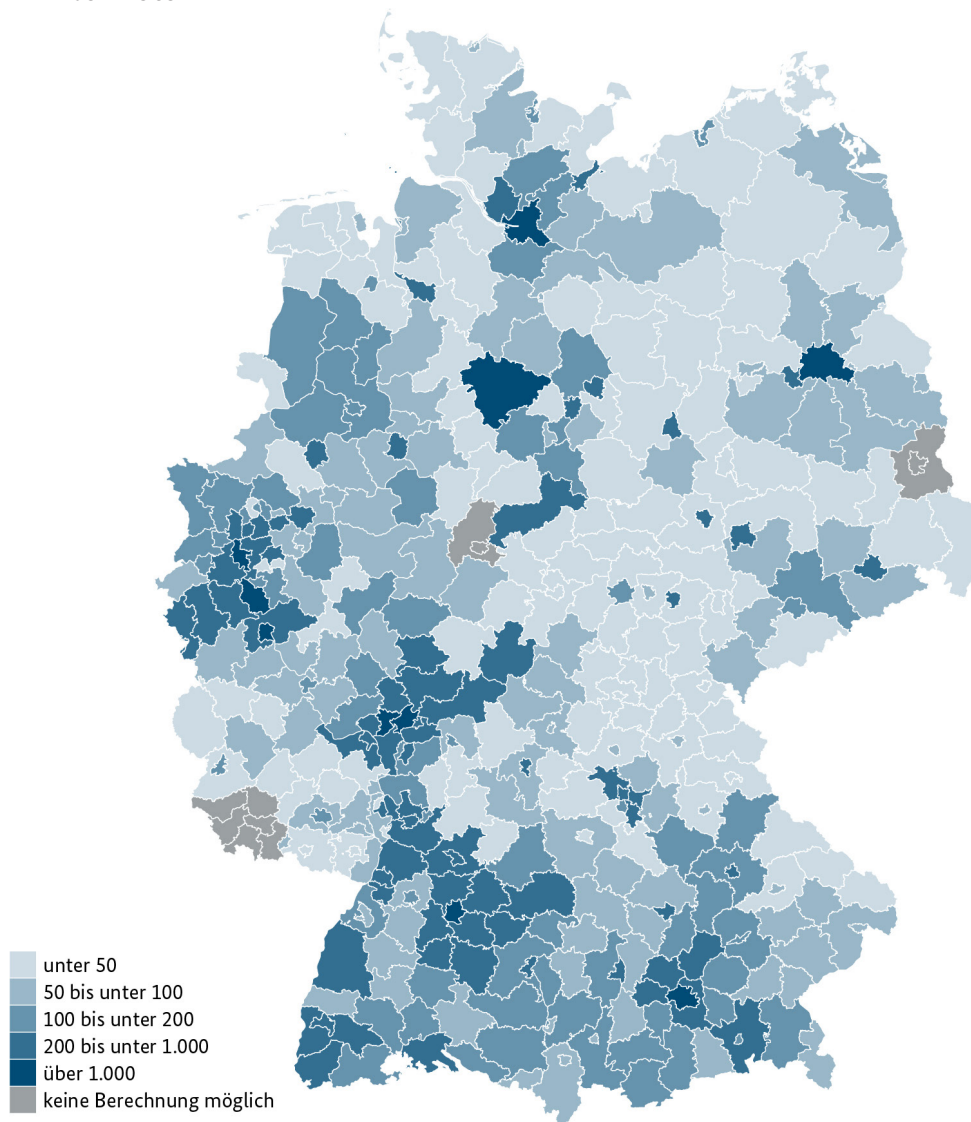 unter 50
50 bis unter 100
100 bis unter 200
200 bis unter 1.000
über 1.000
keine Berechnung möglich